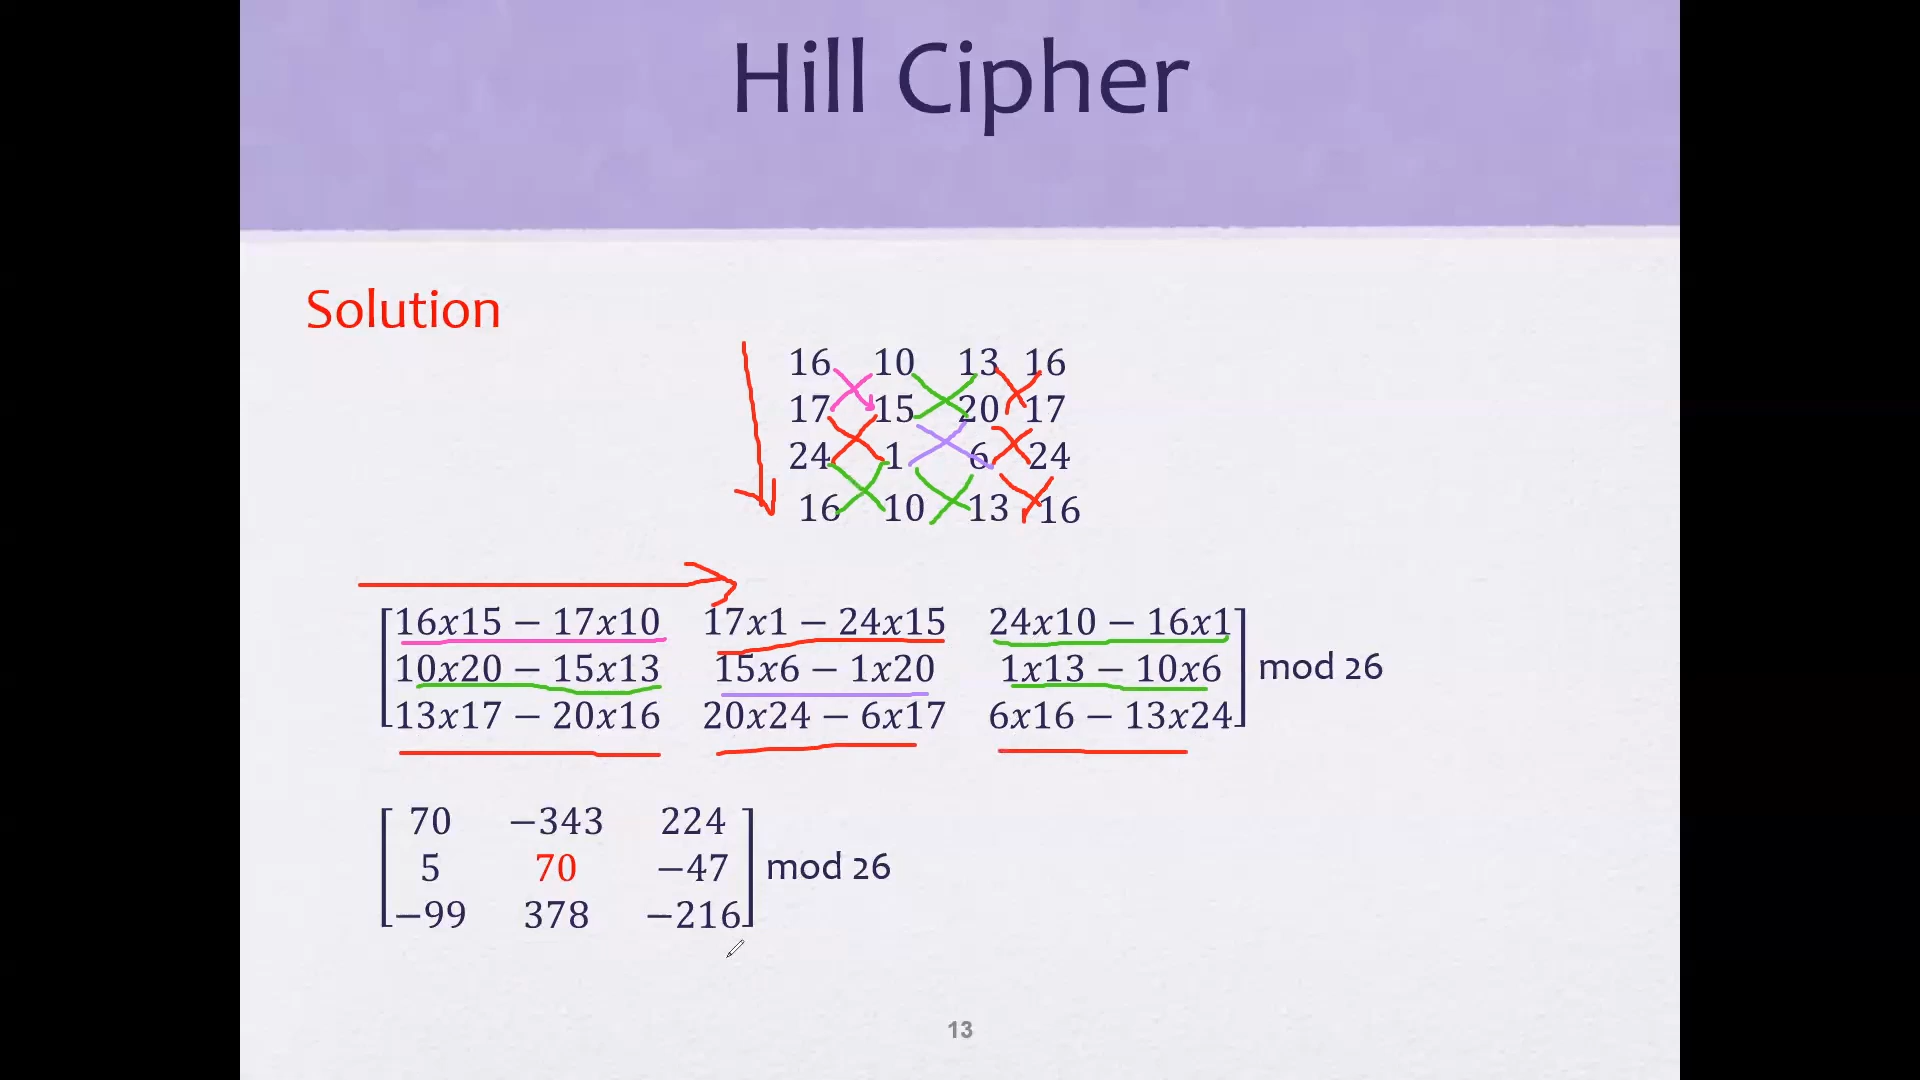 Hill Cipher
Solution
16 10 13 16
17 15 20 17
24 1 6 24
16 10 13 16
16x15 − 17x10 17x1 − 24x15 24x10 − 16x1
10x20 − 15x13 15x6 − 1x20 1x13 − 10x6 mod 26
13x17 − 20x16 20x24 − 6x17 6x16 − 13x24
70 −343 224
5 70 −47 mod 26
−99 378 −216
13